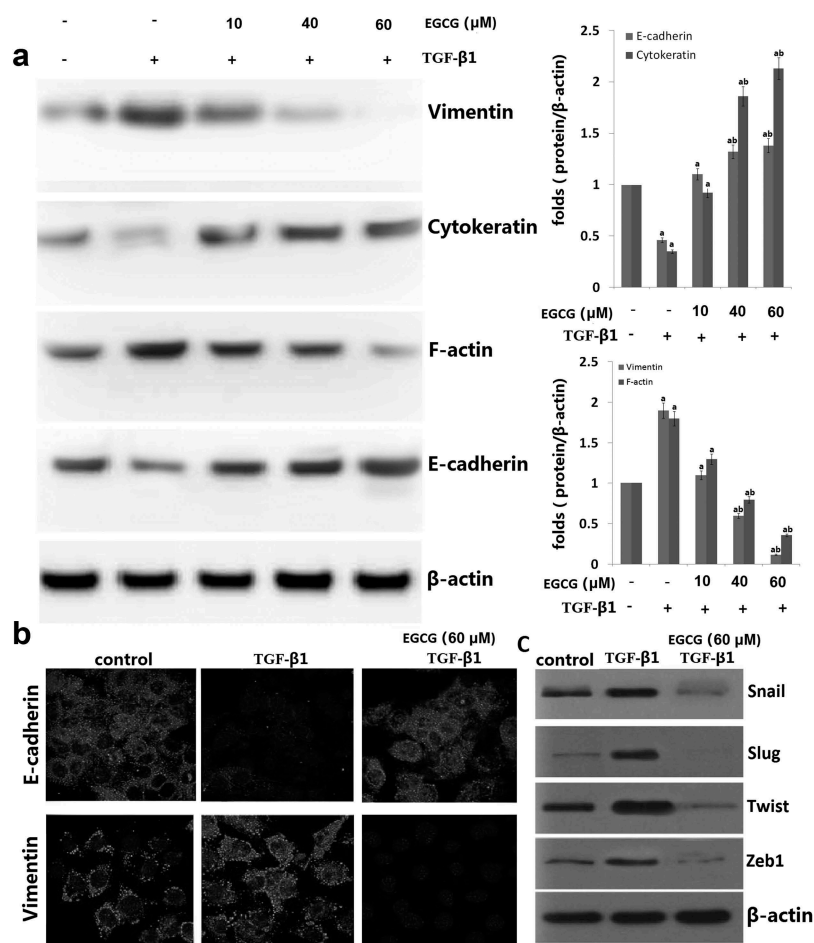 - - 10 40 60 EGCG (μM)
a
- + + + + TGF-β1
Vimentin
Cytokeratin
F-actin
E-cadherin
β-actin
E-cadherin
Cytokeratin
folds ( protein/β-actin)
2.5
2
1.5
1
0.5
0
a a a a ab ab ab ab
EGCG (μM) - - 10 40 60
TGF-β1 - + + + +
Vimentin
F-actin
folds ( protein/β-actin)
2.5
2
1.5
1
0.5
0
a a a a ab ab ab ab
EGCG (μM) - - 10 40 60
TGF-β1 - + + + +
b
control
TGF-β1
EGCG (60 μM)
TGF-β1
E-cadherin
Vimentin
c
control
TGF-β1
EGCG (60 μM)
TGF-β1
Snail
Slug
Twist
Zeb1
β-actin